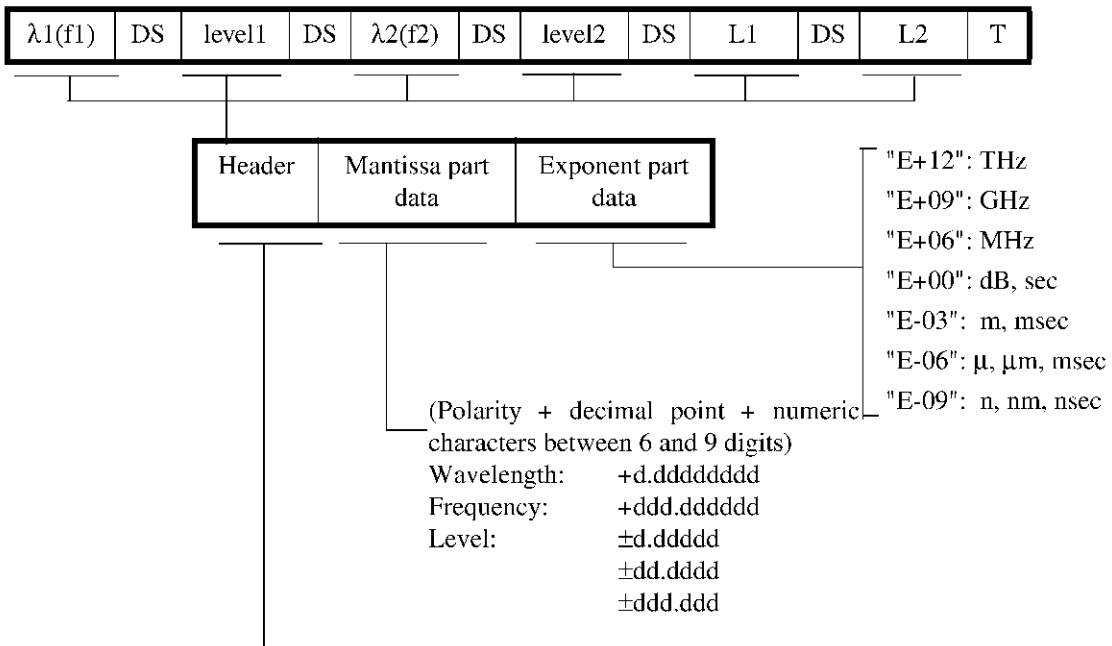 λ1(f1) DS level1 DS λ2(f2) DS level2 DS L1 DS L2 T
Header Mantissa part data Exponent part data
"E+12": THz
"E+09": GHz
"E+06": MHz
"E+00": dB, sec
"E-03": m, msec
"E-06": μ, μm, msec
"E-09": n, nm, nsec
(Polarity + decimal point + numeric
characters between 6 and 9 digits)
Wavelength: +d.dddddddd
Frequency: +ddd.dddddd
Level: ±d.ddddd
±dd.dddd
±ddd.ddd